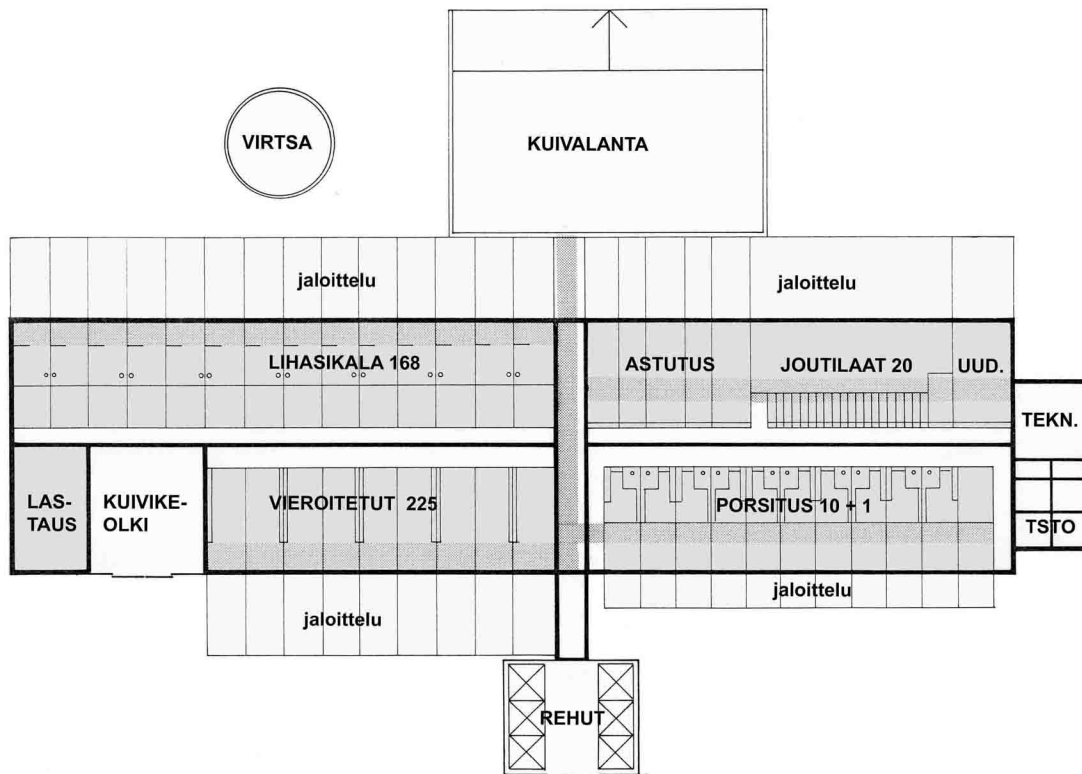 VIRTSA
KUIVALANTA
jaloittelu
jaloittelu
LIHASIKALA 168
ASTUTUS
JOUTILAAT 20
UUD.
TEKN.
LAS-
TAUS
KUIVIKE-
OLKI
VIEROITETUT 225
PORSITUS 10 + 1
TSTO
jaloittelu
jaloittelu
REHUT